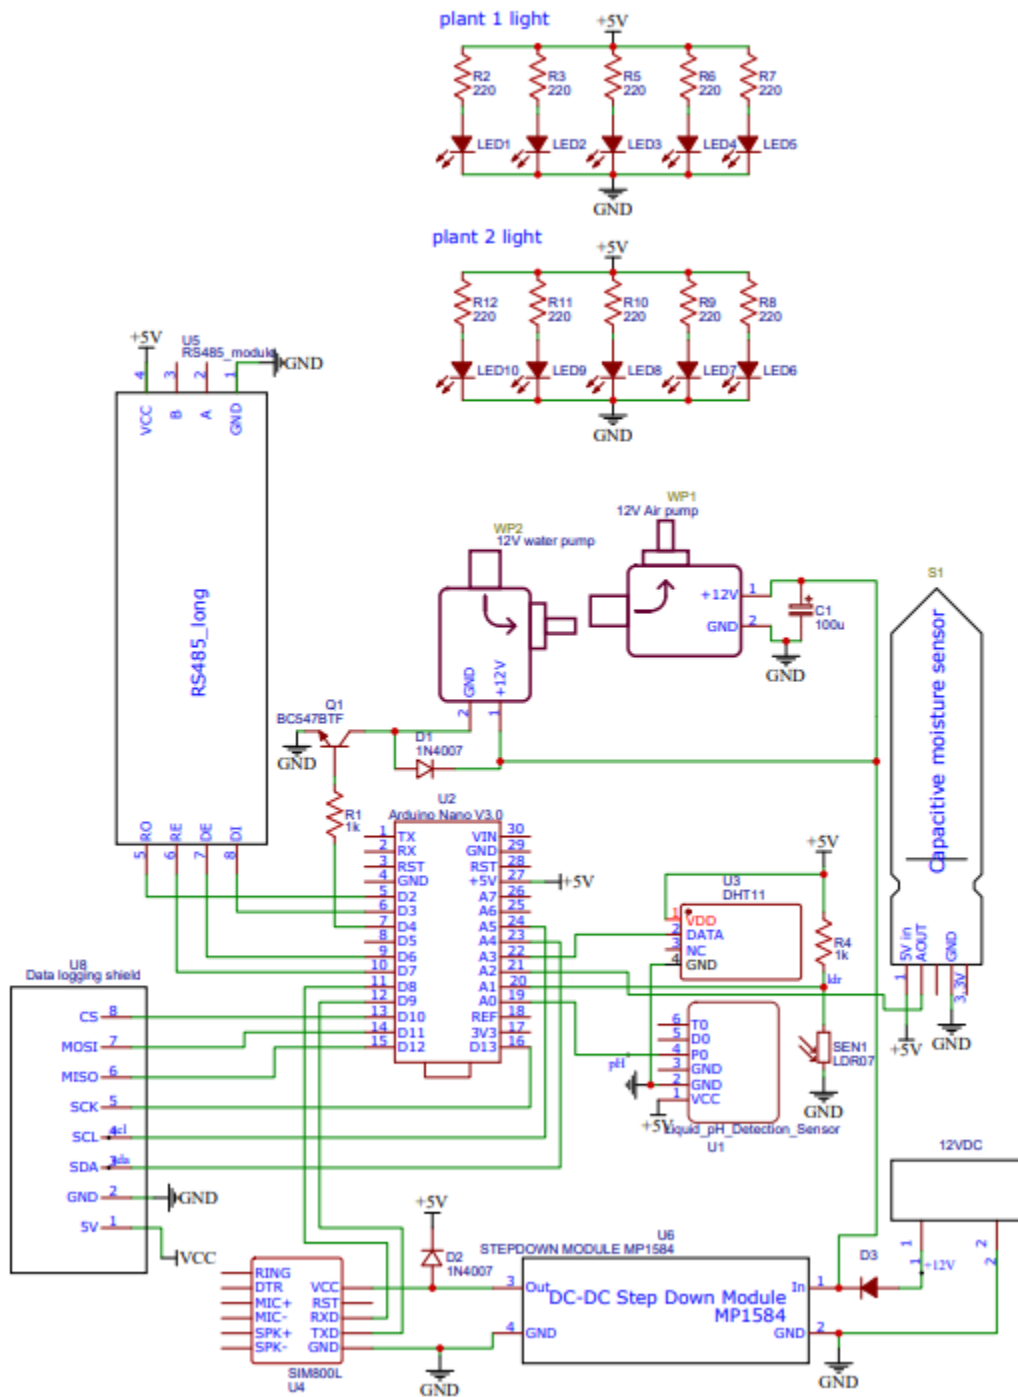 plant 1 light
+5V
R2
220
R3
220
R5
220
R6
220
R7
220
LED1
LED2
LED3
LED4
LED5
GND
plant 2 light
+5V
R12
220
R11
220
R10
220
R9
220
R8
220
LED10
LED9
LED8
LED7
LED6
GND
+5V
U5
RS485_module
GND
4
3
2
1
VCC
B
A
GND
RS485_long
RO
RE
DE
DI
5
6
7
8
WP2
12V water pump
GND
+12V
2
1
WP1
12V Air pump
+12V
1
GND
2
C1
100u
GND
S1
Capacitive moisture sensor
5V in
AOUT
GND
3.3V
1
+5V
GND
Q1
BC547BTF
GND
D1
1N4007
R1
1k
U2
Arduino Nano V3.0
1 TX VIN 30
2 RX GND 29
3 RST RST 28
4 GND +5V 27
+5V
5 D2 A7 26
6 D3 A6 25
7 D4 A5 24
8 D5 A4 23
9 D6 A3 22
10 D7 A2 21
11 D8 A1 20
12 D9 A0 19
13 D10 REF 18
14 D11 3V3 17
15 D12 D13 16
+5V
U3
DHT11
1 VDD
2 DATA
3 NC
4 GND
R4
1k
ldr
SEN1
LDR07
GND
6 T0
5 D0
4 P0
3 GND
2 GND
1 VCC
pH
+5V
Liquid_pH_Detection_Sensor
U1
U8
Data logging shield
CS 8
MOSI 7
MISO 6
SCK 5
SCL 4 scl
SDA 3 sda
GND 2
GND
5V 1
VCC
+5V
D2
1N4007
RING
DTR
MIC+
MIC-
SPK+
SPK-
VCC
RST
RXD
TXD
GND
SIM800L
U4
GND
U6
STEPDOWN MODULE MP1584
3 Out
In 1
DC-DC Step Down Module
MP1584
4 GND
GND 2
GND
D3
12VDC
1
2
1
2
+12V